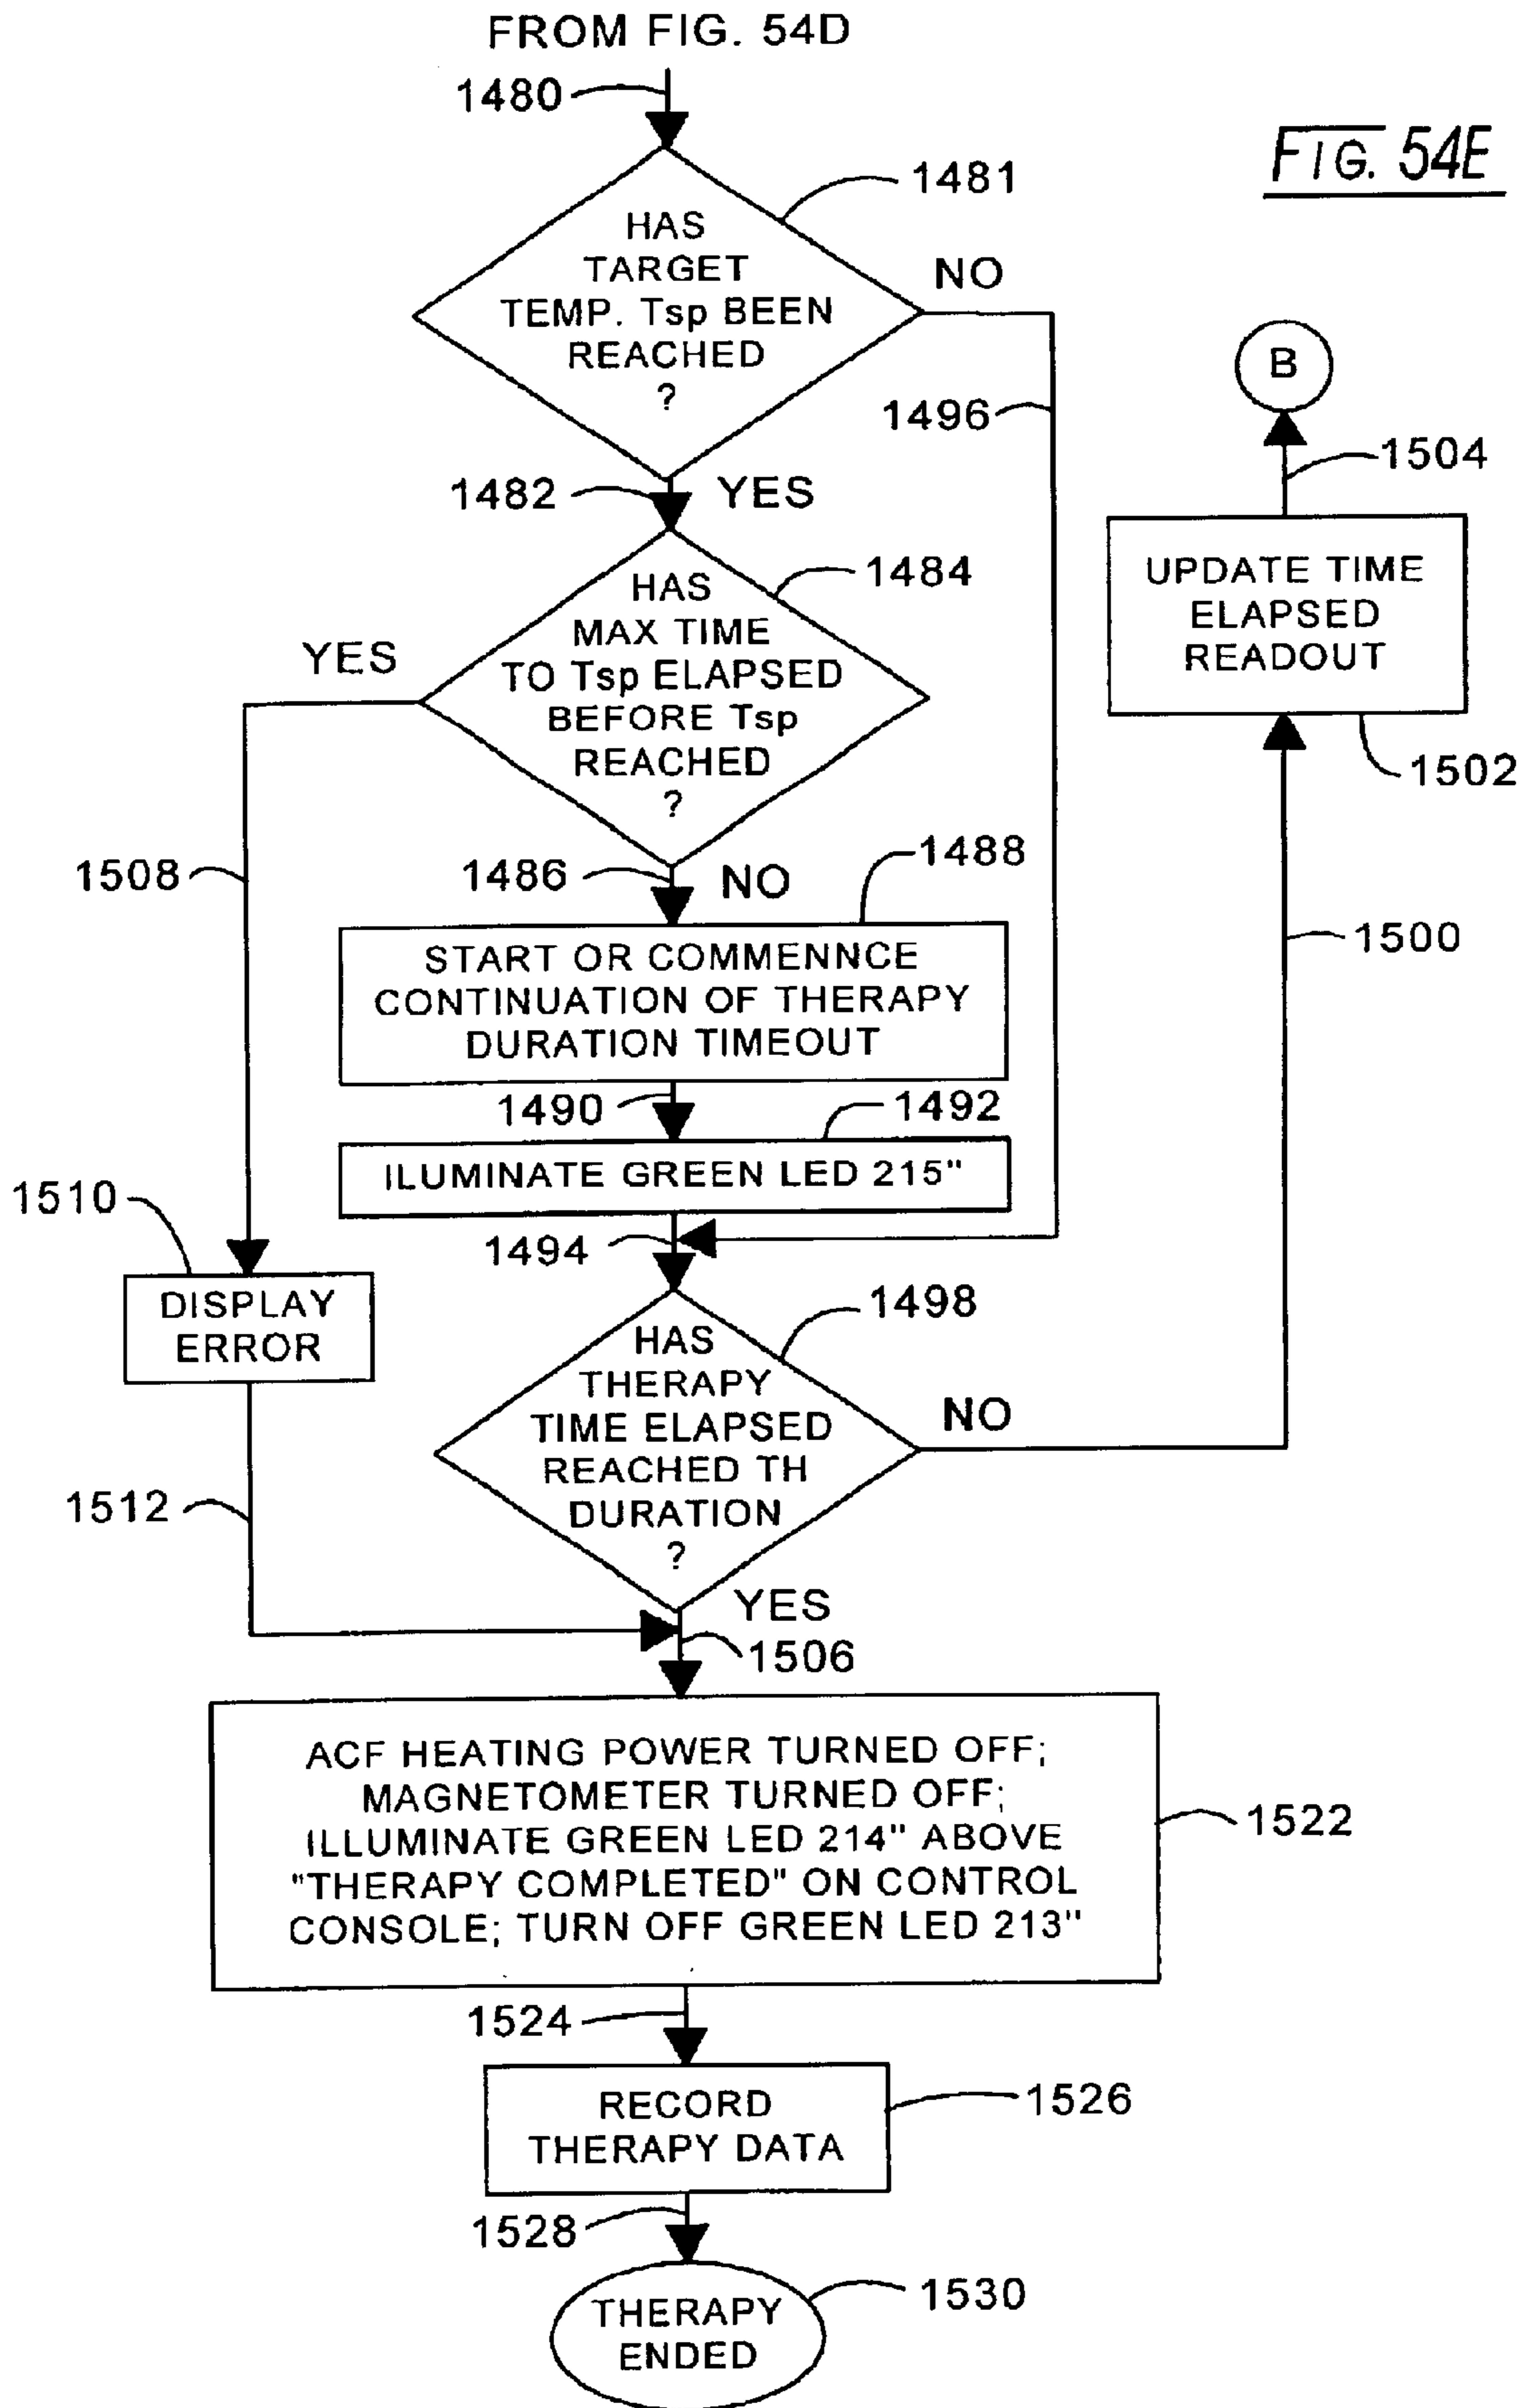 FROM FIG. 54D
1480
FIG. 54E
1481
HAS
TARGET
TEMP. Tsp BEEN
REACHED
?
NO
1496
B
1504
1482
YES
UPDATE TIME
ELAPSED
READOUT
1502
1484
HAS
MAX TIME
TO Tsp ELAPSED
BEFORE Tsp
REACHED
?
YES
1508
1486
NO
1488
1500
START OR COMMENNCE
CONTINUATION OF THERAPY
DURATION TIMEOUT
1490
1492
ILUMINATE GREEN LED 215"
1510
1494
DISPLAY
ERROR
1498
HAS
THERAPY
TIME ELAPSED
REACHED TH
DURATION
?
NO
1512
YES
1506
ACF HEATING POWER TURNED OFF;
MAGNETOMETER TURNED OFF;
ILLUMINATE GREEN LED 214" ABOVE
"THERAPY COMPLETED" ON CONTROL
CONSOLE; TURN OFF GREEN LED 213"
1522
1524
RECORD
THERAPY DATA
1526
1528
THERAPY
ENDED
1530